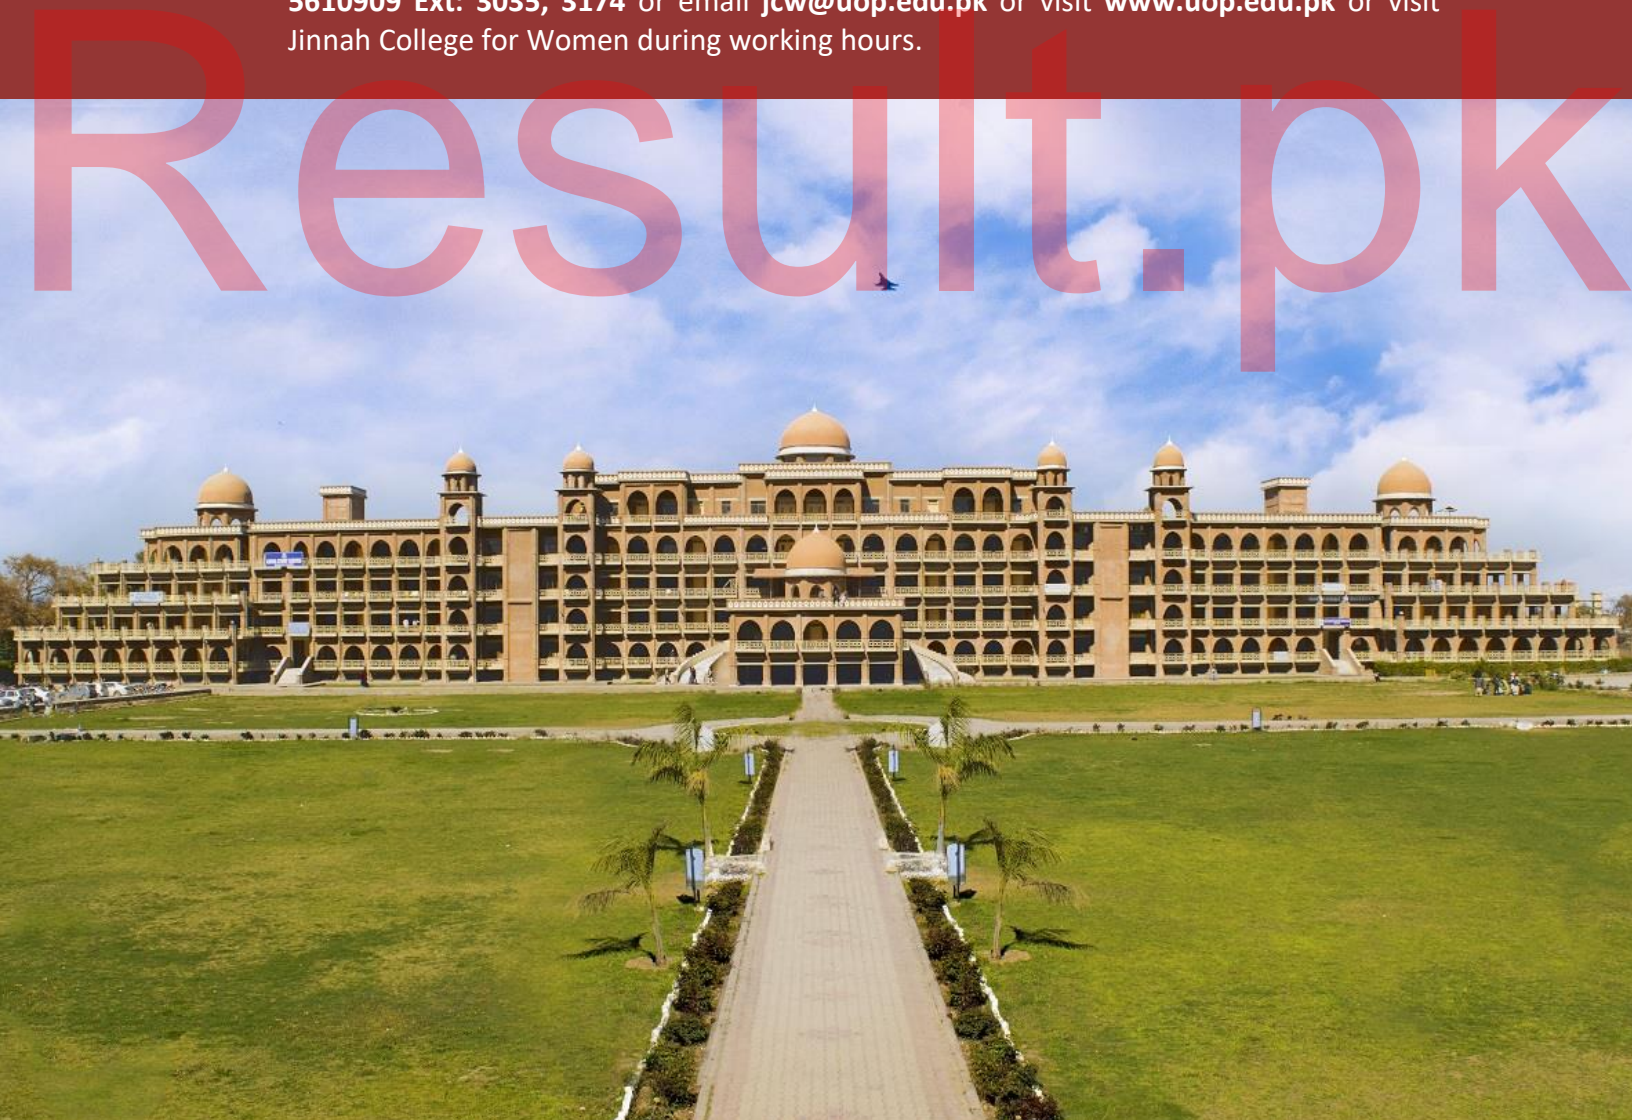 5610909 Ext: 3035, 3174 or email jcw@uop.edu.pk or visit www.uop.edu.pk or visit
Jinnah College for Women during working hours.
Result.pk